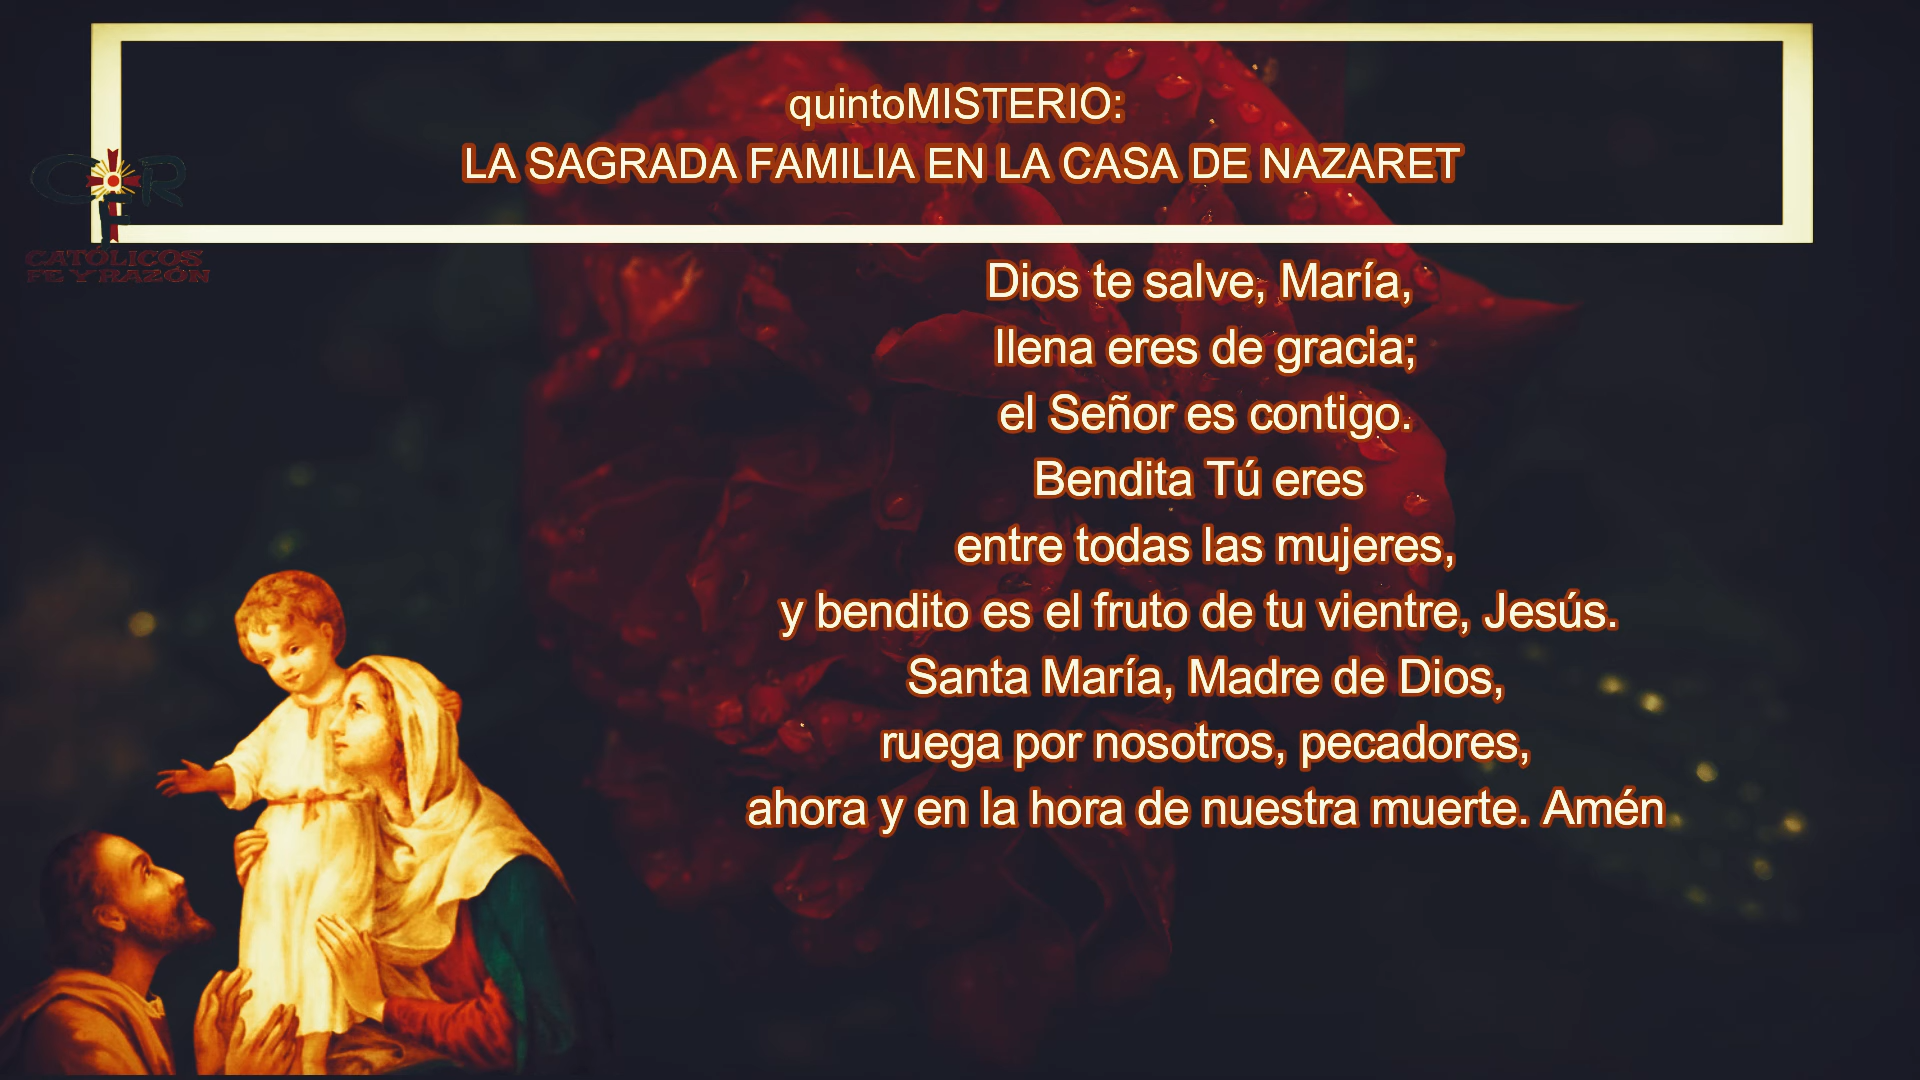 quintoMISTERIO:
LA SAGRADA FAMILIA EN LA CASA DE NAZARET
CFR
CATÓLICOS
FE Y RAZÓN
Dios te salve, María,
llena eres de gracia;
el Señor es contigo.
Bendita Tú eres
entre todas las mujeres,
y bendito es el fruto de tu vientre, Jesús.
Santa María, Madre de Dios,
ruega por nosotros, pecadores,
ahora y en la hora de nuestra muerte. Amén